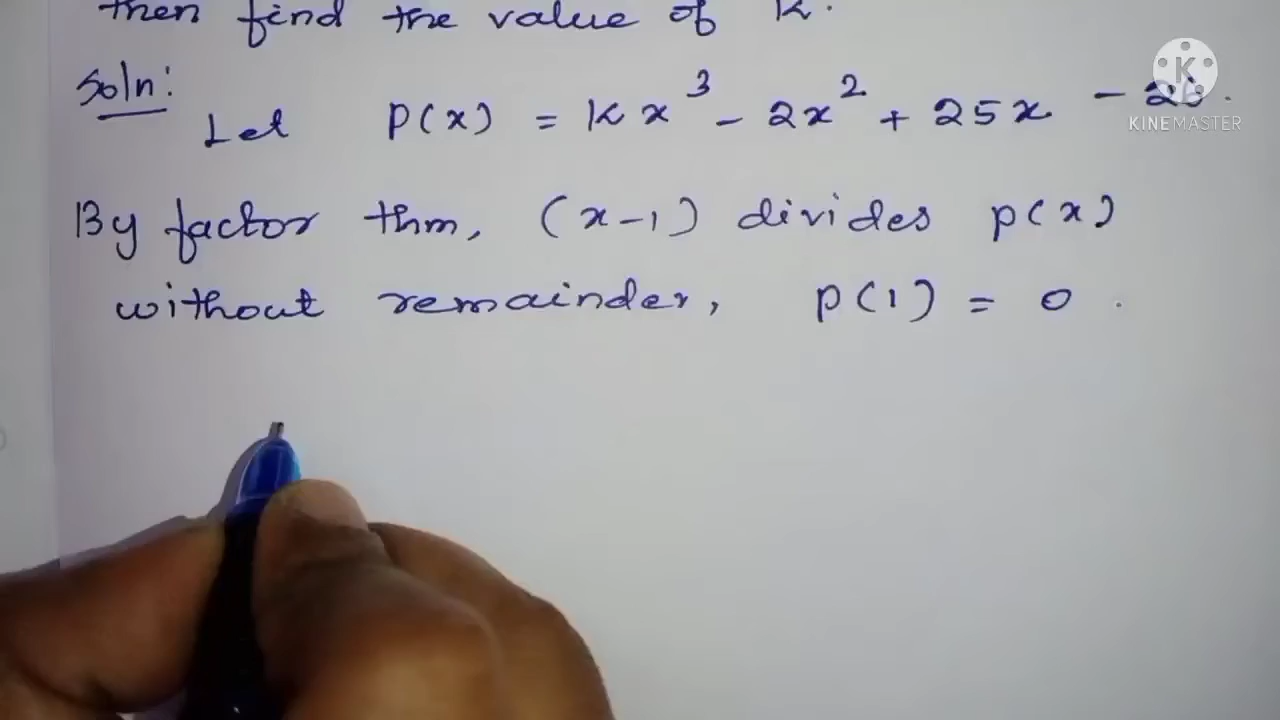 then find the value of K.
Soln:
Let P(x) = Kx³ - 2x² + 25x - 26.
By factor thm, (x-1) divides p(x)
without remainder, P(1) = 0.
K
KINEMASTER